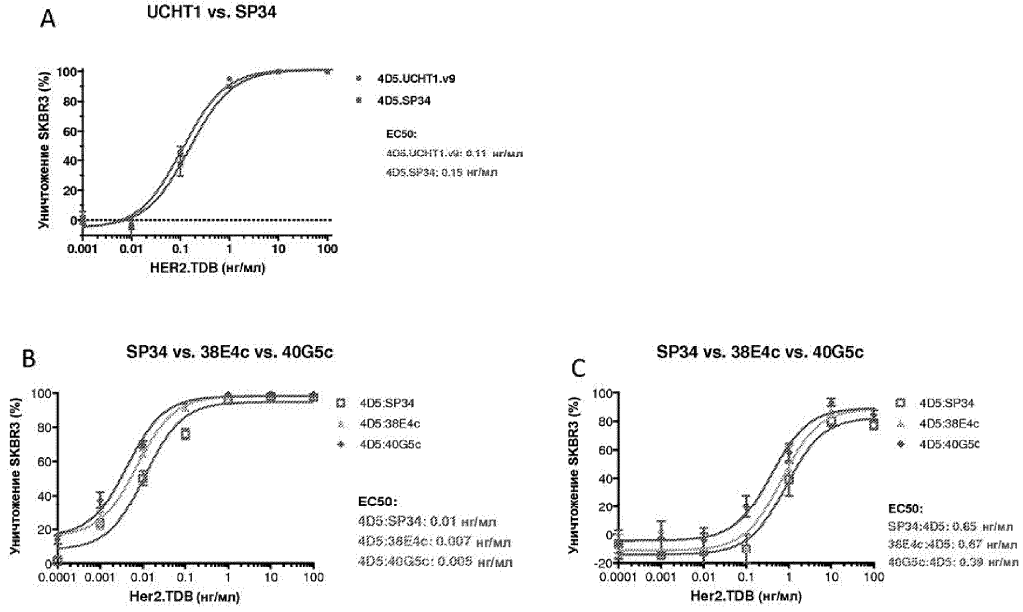 A
UCHT1 vs. SP34
Уничтожение SKBR3 (%)
100
80
60
40
20
0
0.001 0.01 0.1 1 10 100
HER2.TDB (нг/мл)
4D5.UCHT1.v9
4D5.SP34
EC50:
4D5.UCHT1.v9: 0.11 нг/мл
4D5.SP34: 0.15 нг/мл
B
SP34 vs. 38E4c vs. 40G5c
Уничтожение SKBR3 (%)
100
80
60
40
20
0
0.0001 0.001 0.01 0.1 1 10 100
Her2.TDB (нг/мл)
4D5:SP34
4D5:38E4c
4D5:40G5c
EC50:
4D5:SP34: 0.01 нг/мл
4D5:38E4c: 0.007 нг/мл
4D5:40G5c: 0.005 нг/мл
C
SP34 vs. 38E4c vs. 40G5c
Уничтожение SKBR3 (%)
100
80
60
40
20
0
-20
0.0001 0.001 0.01 0.1 1 10 100
Her2.TDB (нг/мл)
4D5:SP34
4D5:38E4c
4D5:40G5c
EC50:
SP34:4D5: 0.65 нг/мл
38E4c:4D5: 0.67 нг/мл
40G5c:4D5: 0.39 нг/мл